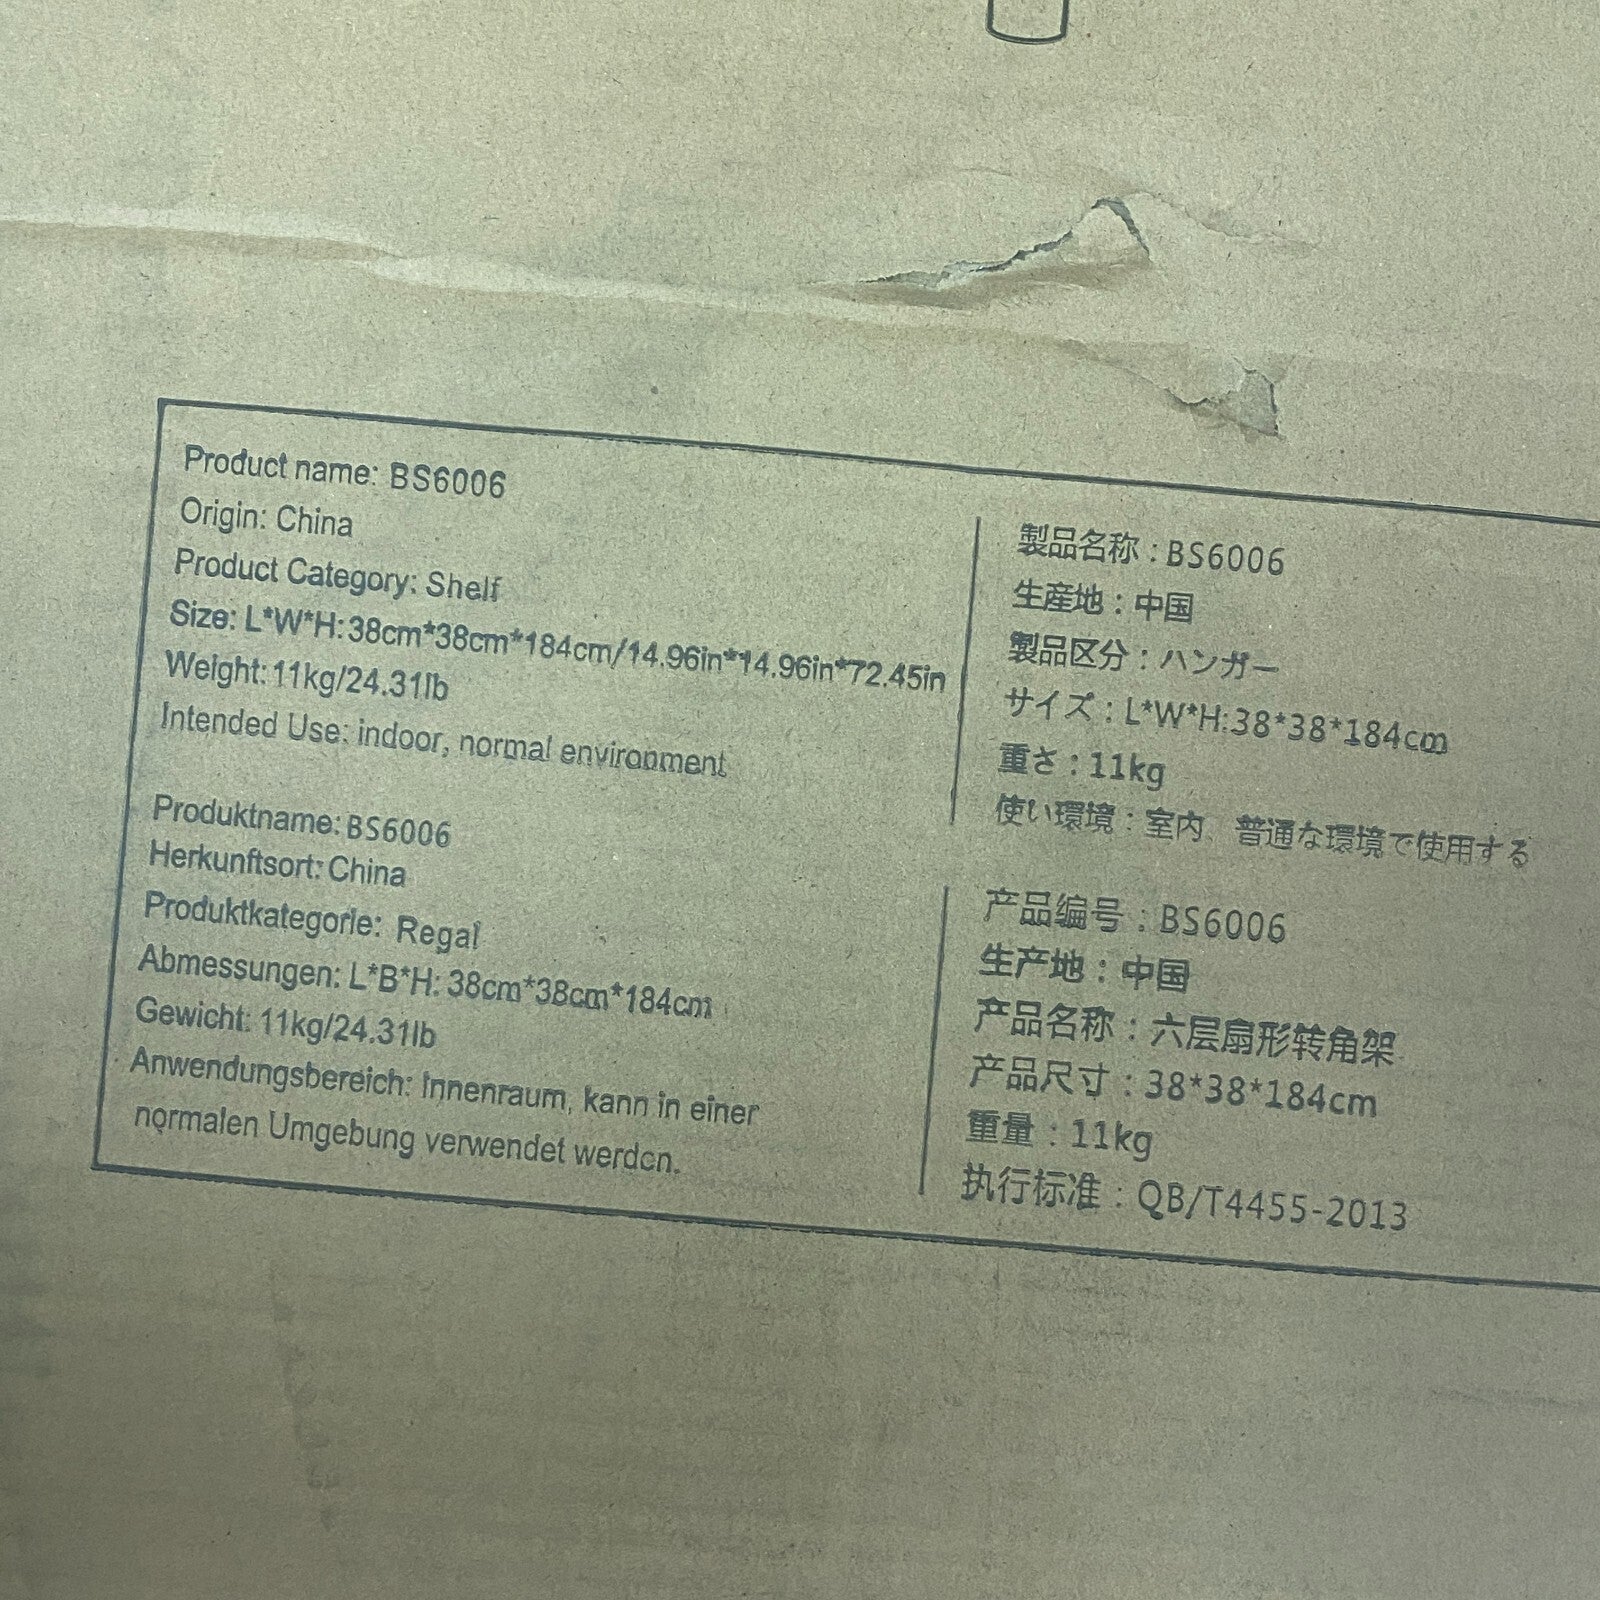 Product name: BS6006
Origin: China
Product Category: Shelf
Size: L*W*H:38cm*38cm*184cm/14.96in*14.96in*72.45in
Weight:11kg/24.31lb
Intended Use: indoor, normal environment
Produktname:BS6006
Herkunftsort:China
Produktkategorie: Regal
Abmessungen: L*B*H: 38cm*38cm*184cm
Gewicht: 11kg/24.31lb
Anwendungsbereich: Innenraum, kann in einer
normalen Umgebung verwendet werden.
製品名称：BS6006
生産地：中国
製品区分：ハンガー
サイズ：L*W*H:38*38*184cm
重さ：11kg
使い環境：室内、普通な環境で使用する
产品编号：BS6006
生产地：中国
产品名称：六层扇形转角架
产品尺寸：38*38*184cm
重量：11kg
执行标准：QB/T4455-2013